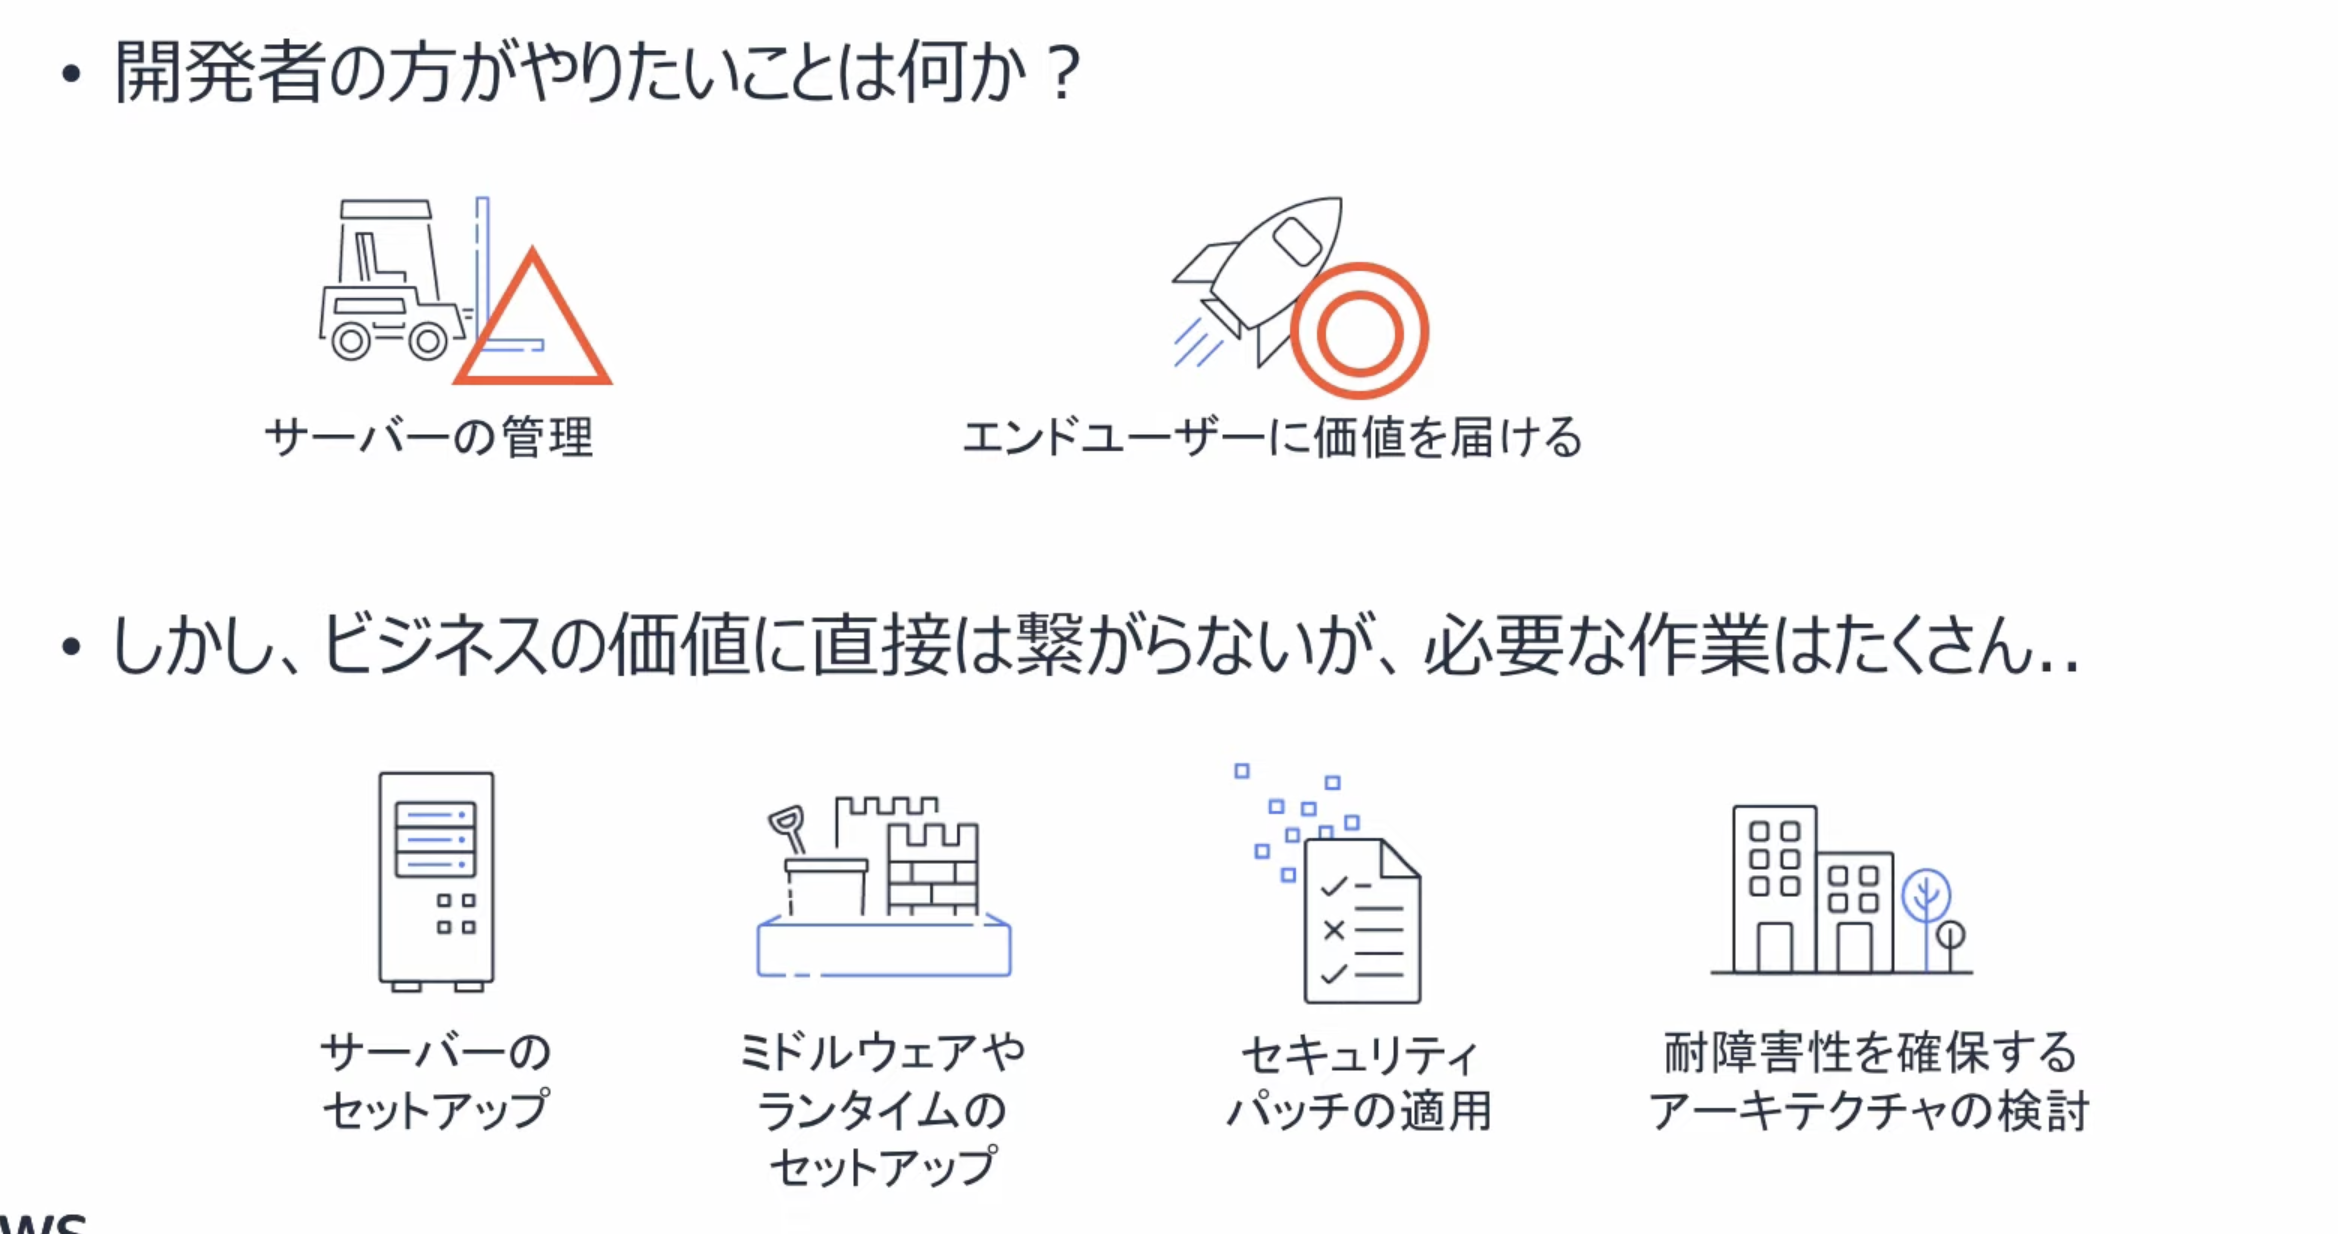 • 開発者の方がやりたいことは何か？
サーバーの管理
エンドユーザーに価値を届ける
• しかし、ビジネスの価値に直接は繋がらないが、必要な作業はたくさん..
サーバーの
セットアップ
ミドルウェアや
ランタイムの
セットアップ
セキュリティ
パッチの適用
耐障害性を確保する
アーキテクチャの検討
ws